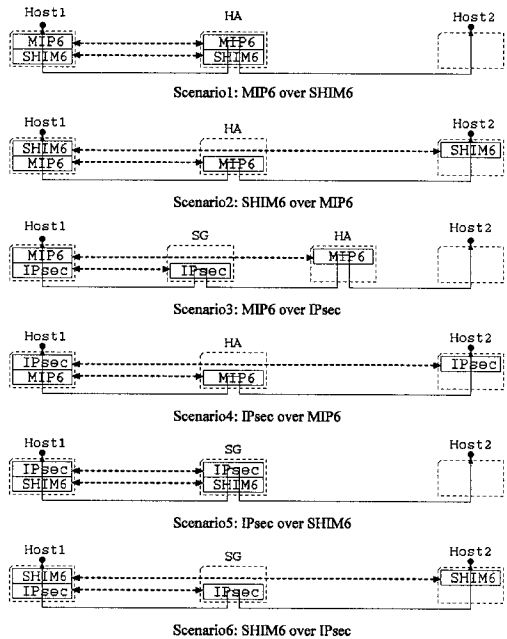 Host1 HA Host2
MIP6 MIP6
SHIM6 SHIM6
Scenario1: MIP6 over SHIM6
Host1 HA Host2
SHIM6 SHIM6
MIP6 MIP6
Scenario2: SHIM6 over MIP6
Host1 SG HA Host2
MIP6 MIP6
IPsec IPsec
Scenario3: MIP6 over IPsec
Host1 HA Host2
IPsec IPsec
MIP6 MIP6
Scenario4: IPsec over MIP6
Host1 SG Host2
IPsec IPsec
SHIM6 SHIM6
Scenario5: IPsec over SHIM6
Host1 SG Host2
SHIM6 SHIM6
IPsec IPsec
Scenario6: SHIM6 over IPsec